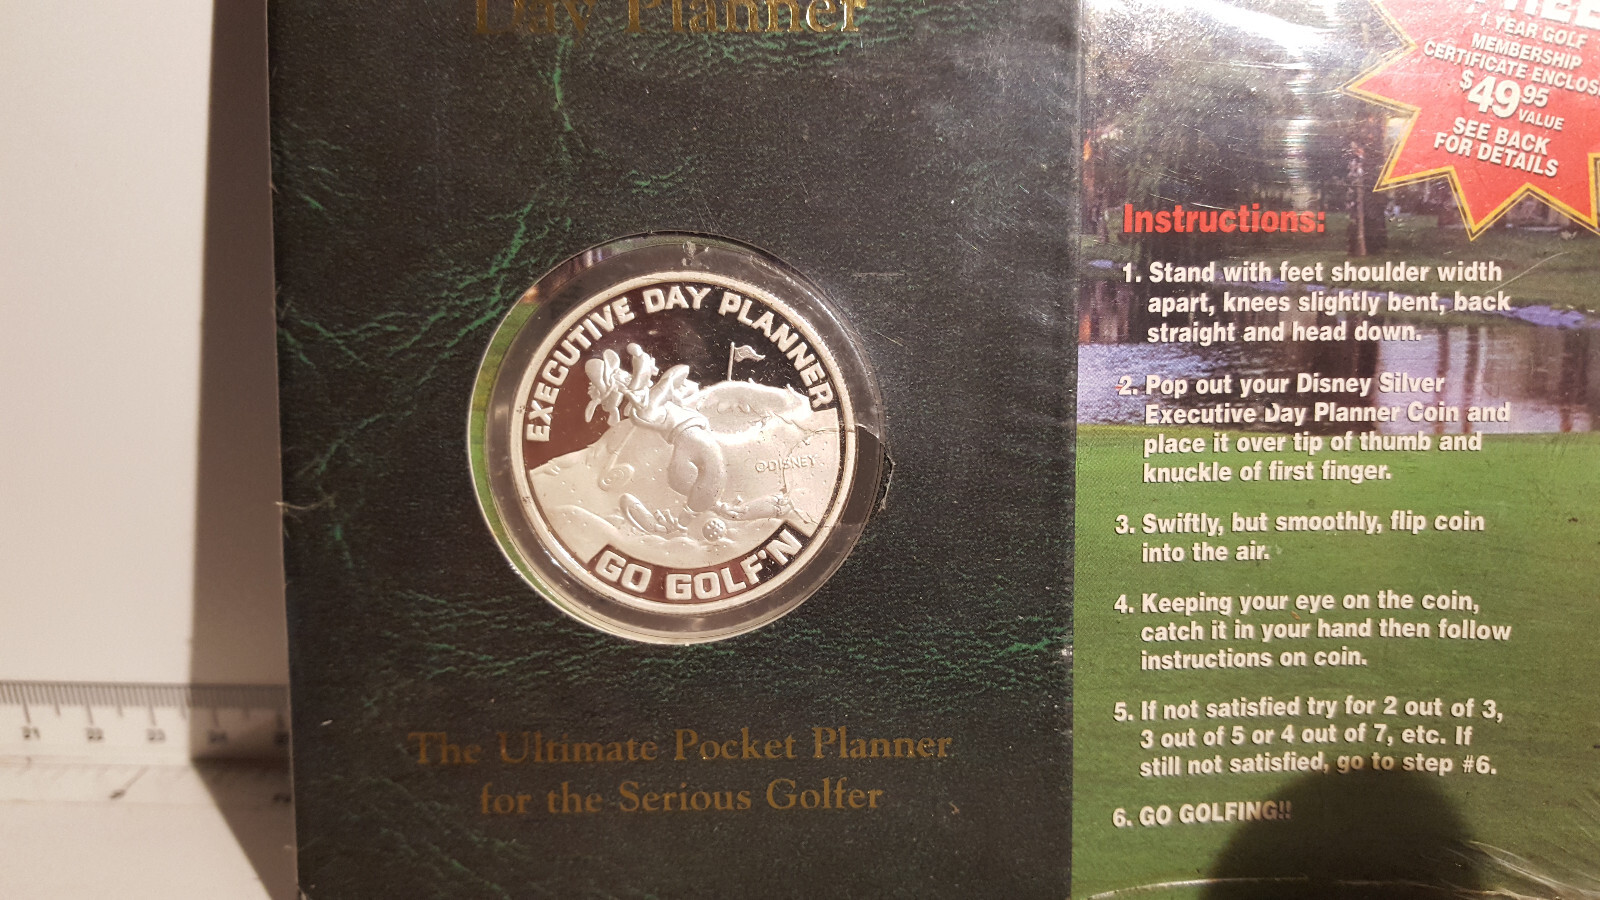 Day Planner
EXECUTIVE DAY PLANNER
©DISNEY
GO GOLF'N
The Ultimate Pocket Planner
for the Serious Golfer
1 YEAR GOLF
MEMBERSHIP
CERTIFICATE
$49.95
VALUE
SEE BACK
FOR DETAILS
Instructions:
1. Stand with feet shoulder width
apart, knees slightly bent, back
straight and head down.
2. Pop out your Disney Silver
Executive Day Planner Coin and
place it over tip of thumb and
knuckle of first finger.
3. Swiftly, but smoothly, flip coin
into the air.
4. Keeping your eye on the coin,
catch it in your hand then follow
instructions on coin.
5. If not satisfied try for 2 out of 3,
3 out of 5 or 4 out of 7, etc. If
still not satisfied, go to step #6.
6. GO GOLFING!!
21 22 23 24